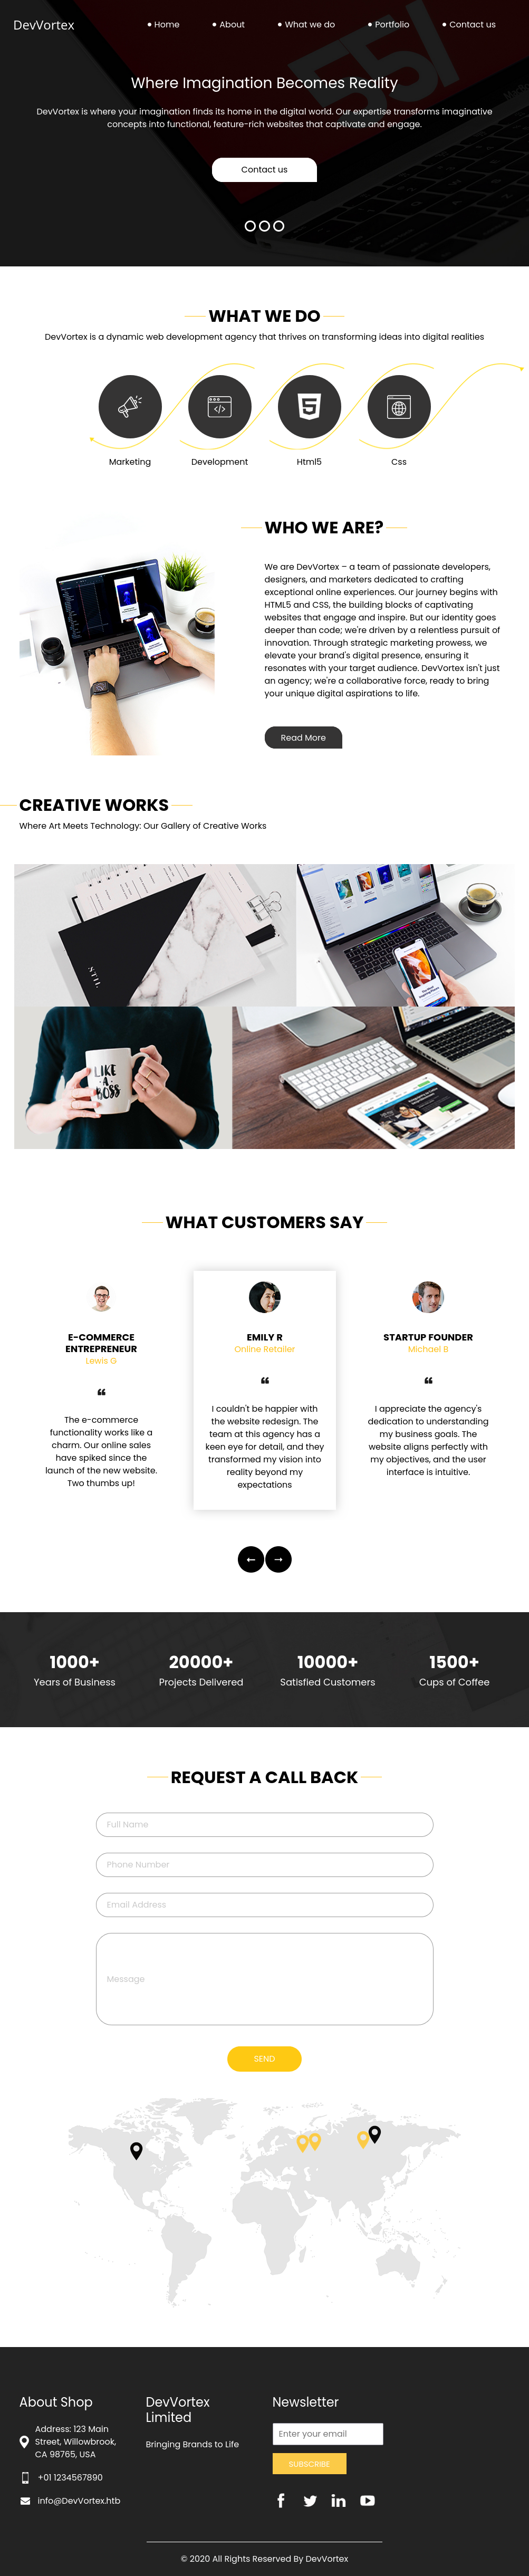 DevVortex
Home
About
What we do
Portfolio
Contact us
Where Imagination Becomes Reality
DevVortex is where your imagination finds its home in the digital world. Our expertise transforms imaginative
concepts into functional, feature-rich websites that captivate and engage.
Contact us
WHAT WE DO
DevVortex is a dynamic web development agency that thrives on transforming ideas into digital realities
Marketing
Development
Html5
Css
WHO WE ARE?
We are DevVortex – a team of passionate developers,
designers, and marketers dedicated to crafting
exceptional online experiences. Our journey begins with
HTML5 and CSS, the building blocks of captivating
websites that engage and inspire. But our identity goes
deeper than code; we're driven by a relentless pursuit of
innovation. Through strategic marketing prowess, we
elevate your brand's digital presence, ensuring it
resonates with your target audience. DevVortex isn't just
an agency; we're a collaborative force, ready to bring
your unique digital aspirations to life.
Read More
CREATIVE WORKS
Where Art Meets Technology: Our Gallery of Creative Works
LIKE
-A-
BOSS
WHAT CUSTOMERS SAY
E-COMMERCE
ENTREPRENEUR
Lewis G
❝
The e-commerce
functionality works like a
charm. Our online sales
have spiked since the
launch of the new website.
Two thumbs up!
EMILY R
Online Retailer
❝
I couldn't be happier with
the website redesign. The
team at this agency has a
keen eye for detail, and they
transformed my vision into
reality beyond my
expectations
STARTUP FOUNDER
Michael B
❝
I appreciate the agency's
dedication to understanding
my business goals. The
website aligns perfectly with
my objectives, and the user
interface is intuitive.
1000+
Years of Business
20000+
Projects Delivered
10000+
Satisfied Customers
1500+
Cups of Coffee
REQUEST A CALL BACK
Full Name
Phone Number
Email Address
Message
SEND
About Shop
Address: 123 Main
Street, Willowbrook,
CA 98765, USA
+01 1234567890
info@DevVortex.htb
DevVortex
Limited
Bringing Brands to Life
Newsletter
Enter your email
SUBSCRIBE
© 2020 All Rights Reserved By DevVortex